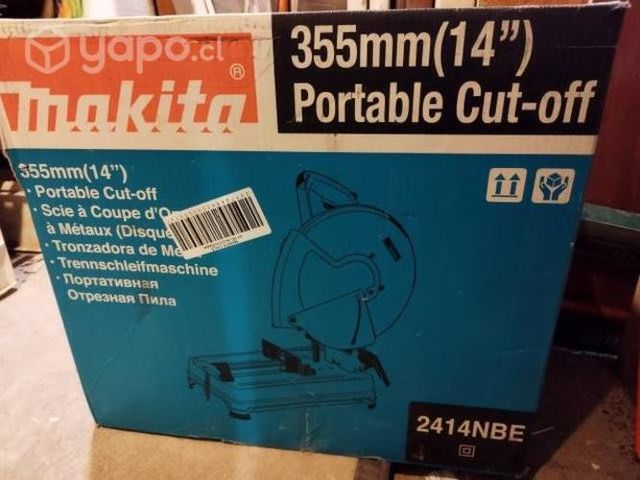 yapo.cl
makita®
355mm(14”)
Portable Cut-off
355mm(14”)
· Portable Cut-off
· Scie à Coupe d'O
à Métaux (Disque
· Tronzadora de Me
· Trennschleifmaschine
· Портативная
Отрезная Пила
2414NBE